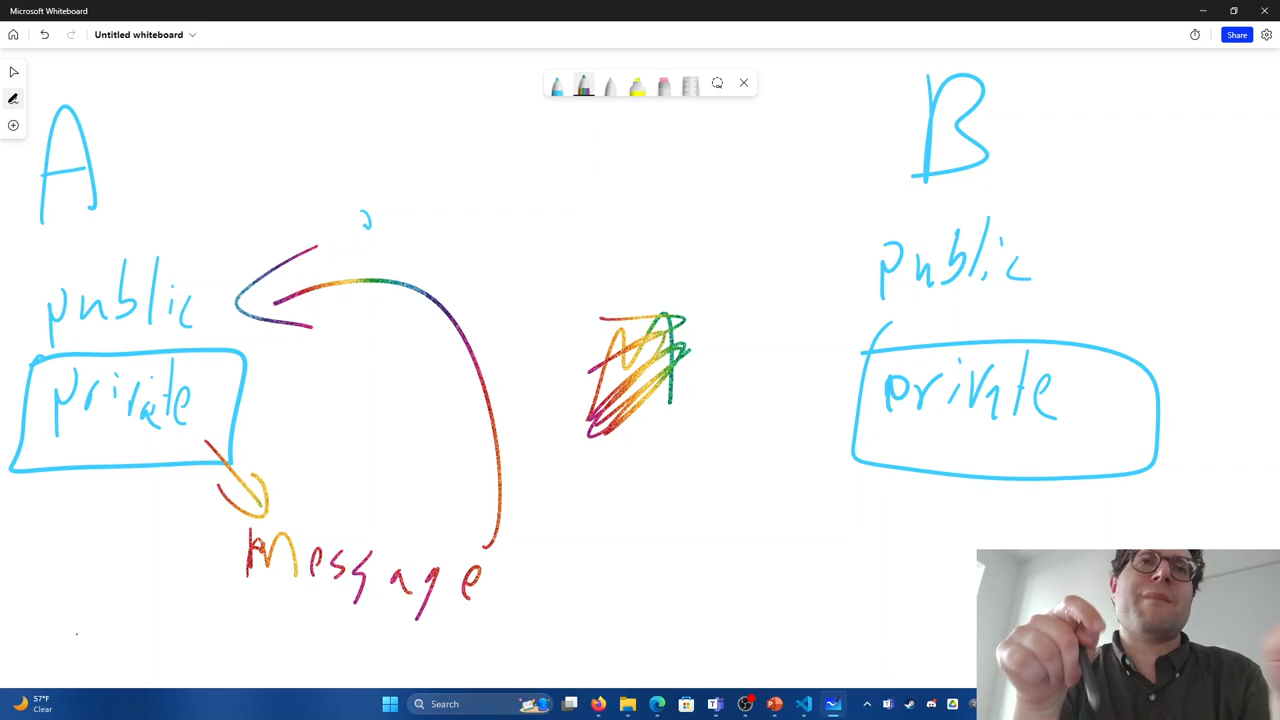 Microsoft Whiteboard
Untitled whiteboard
Share
A
B
public
public
private
private
message
57°F
Clear
Search